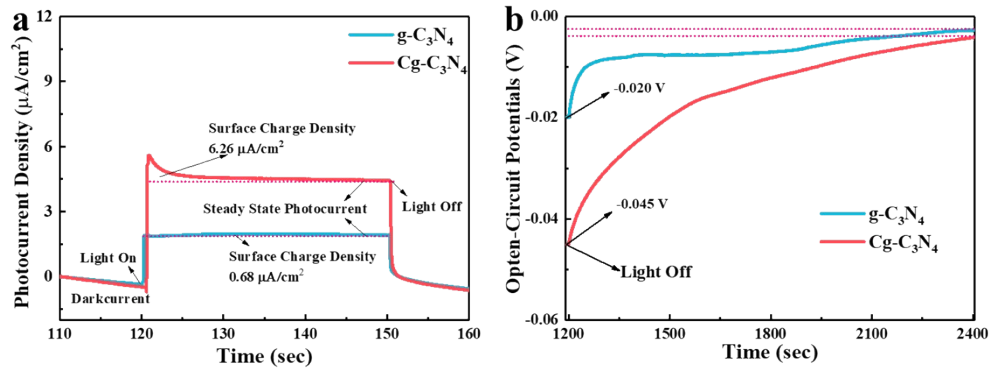 a
12
9
6
3
0
110
120
130
140
150
160
Photocurrent Density (μA/cm²)
Time (sec)
g-C₃N₄
Cg-C₃N₄
Surface Charge Density
6.26 μA/cm²
Steady State Photocurrent
Light Off
Light On
Darkcurrent
Surface Charge Density
0.68 μA/cm²
b
0.00
-0.02
-0.04
-0.06
1200
1500
1800
2100
2400
Opten-Circuit Potentials (V)
Time (sec)
-0.020 V
-0.045 V
Light Off
g-C₃N₄
Cg-C₃N₄